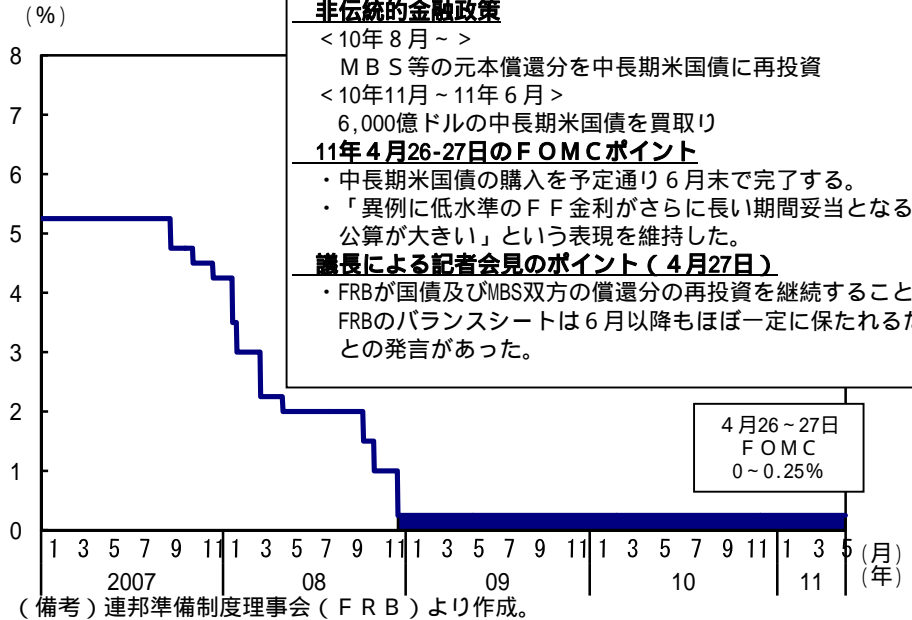 (%)
非伝統的金融政策
<10年8月~>
MBS等の元本償還分を中長期米国債に再投資
<10年11月~11年6月>
6,000億ドルの中長期米国債を買取り
11年4月26-27日のFOMCポイント
・中長期米国債の購入を予定通り6月末で完了する。
・「異例に低水準のFF金利がさらに長い期間妥当となる
公算が大きい」という表現を維持した。
議長による記者会見のポイント(4月27日)
・FRBが国債及びMBS双方の償還分の再投資を継続すること
FRBのバランスシートは6月以降もほぼ一定に保たれるだ
との発言があった。
8
7
6
5
4
3
2
1
0
4月26~27日
FOMC
0~0.25%
1 3 5 7 9 11 1 3 5 7 9 11 1 3 5 7 9 11 1 3 5 7 9 11 1 3 5 (月)
2007 08 09 10 11 (年)
(備考)連邦準備制度理事会(FRB)より作成。